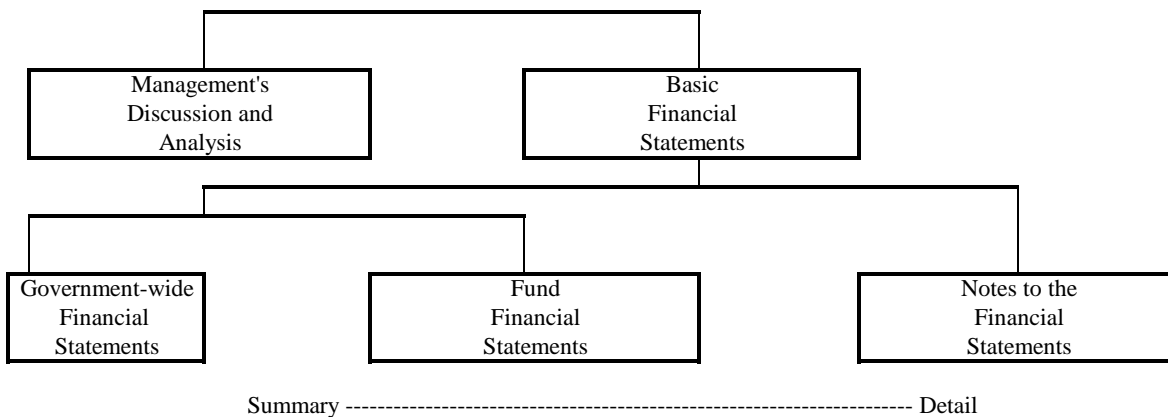 Management's
Discussion and
Analysis
Basic
Financial
Statements
Government-wide
Financial
Statements
Fund
Financial
Statements
Notes to the
Financial
Statements
Summary ----------------------------------------------------------------------- Detail